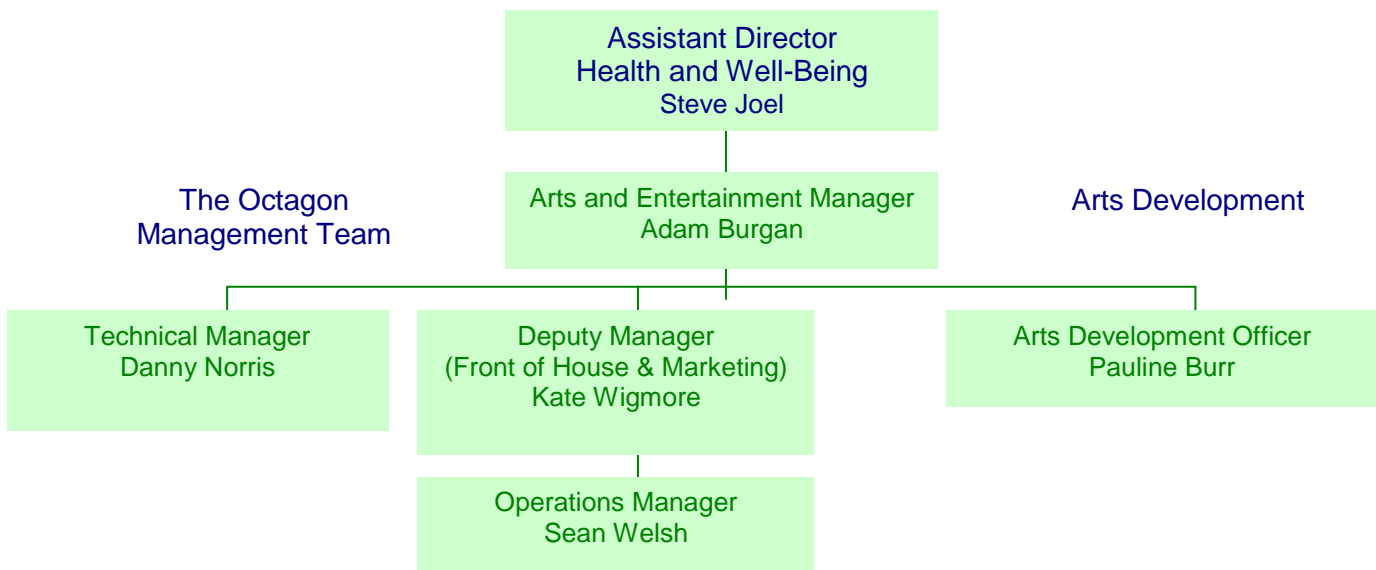 Assistant Director
Health and Well-Being
Steve Joel
The Octagon
Management Team
Arts and Entertainment Manager
Adam Burgan
Arts Development
Technical Manager
Danny Norris
Deputy Manager
(Front of House & Marketing)
Kate Wigmore
Arts Development Officer
Pauline Burr
Operations Manager
Sean Welsh